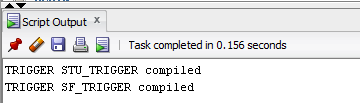 Script Output
Task completed in 0.156 seconds
TRIGGER STU_TRIGGER compiled
TRIGGER SF_TRIGGER compiled